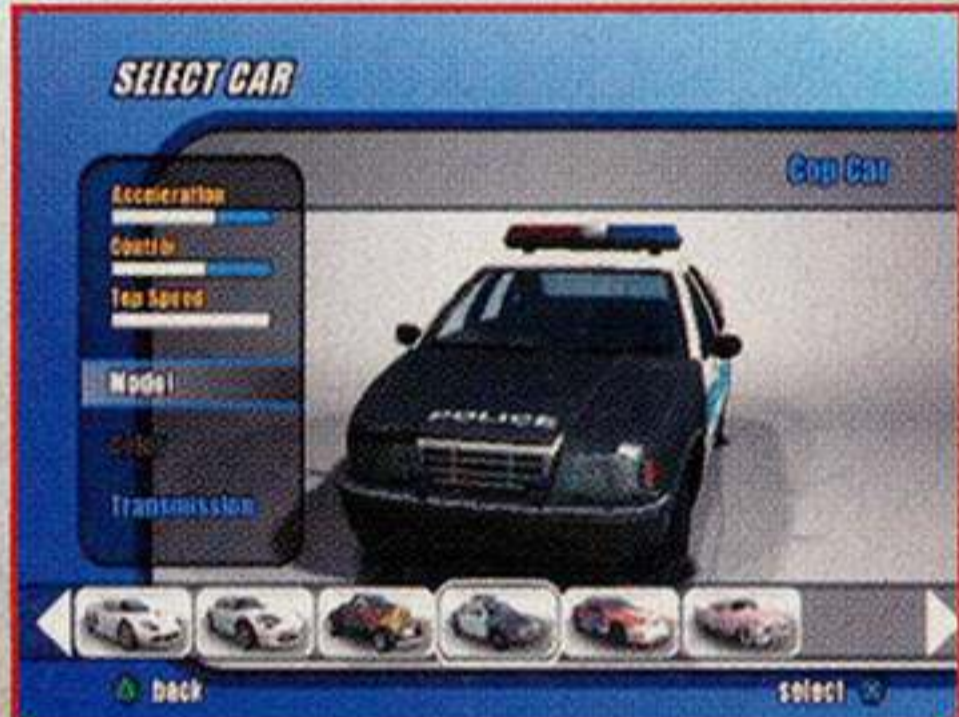 SELECT CAR
Cop Car
Acceleration
Control
Top Speed
Model
Transmission
POLICE
back
select